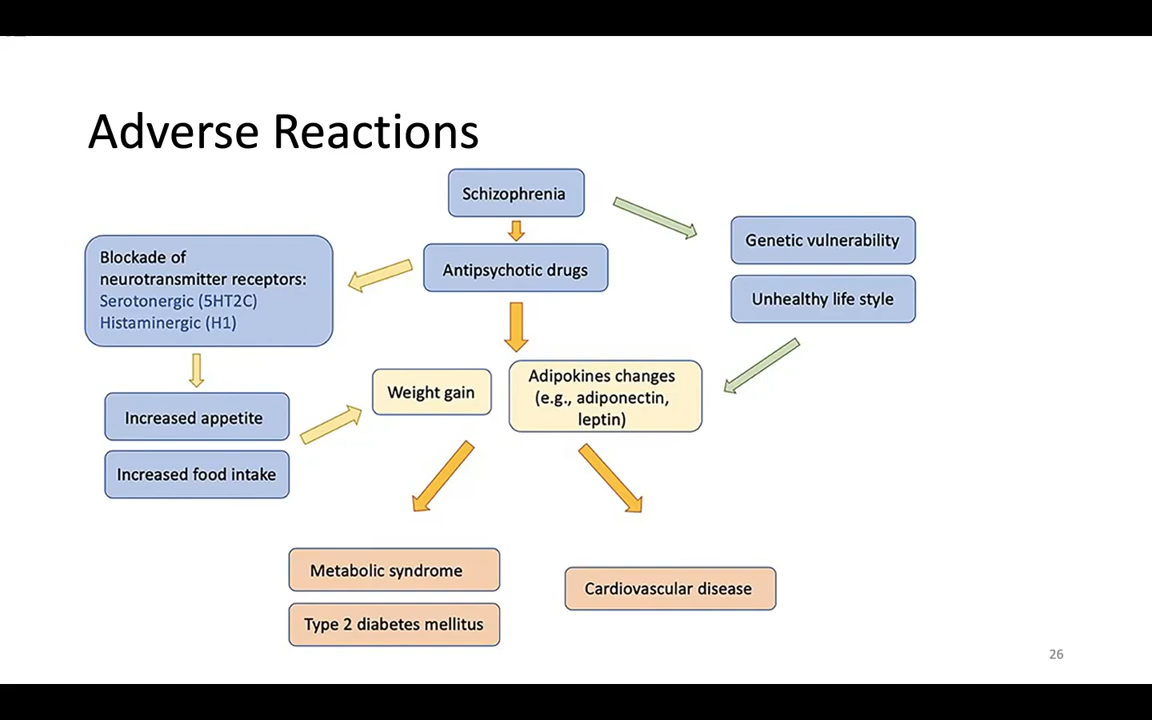 Adverse Reactions
Schizophrenia
Genetic vulnerability
Blockade of
neurotransmitter receptors:
Serotonergic (5HT2C)
Histaminergic (H1)
Antipsychotic drugs
Unhealthy life style
Weight gain
Adipokines changes
(e.g., adiponectin,
leptin)
Increased appetite
Increased food intake
Metabolic syndrome
Cardiovascular disease
Type 2 diabetes mellitus
26